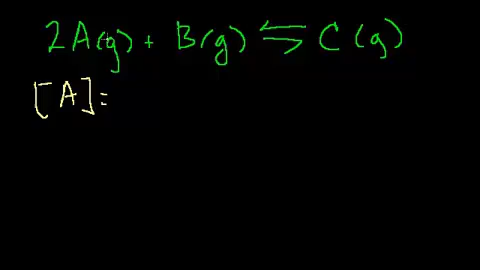 2A(g) + B(g) ⇌ C(g)
[A] =